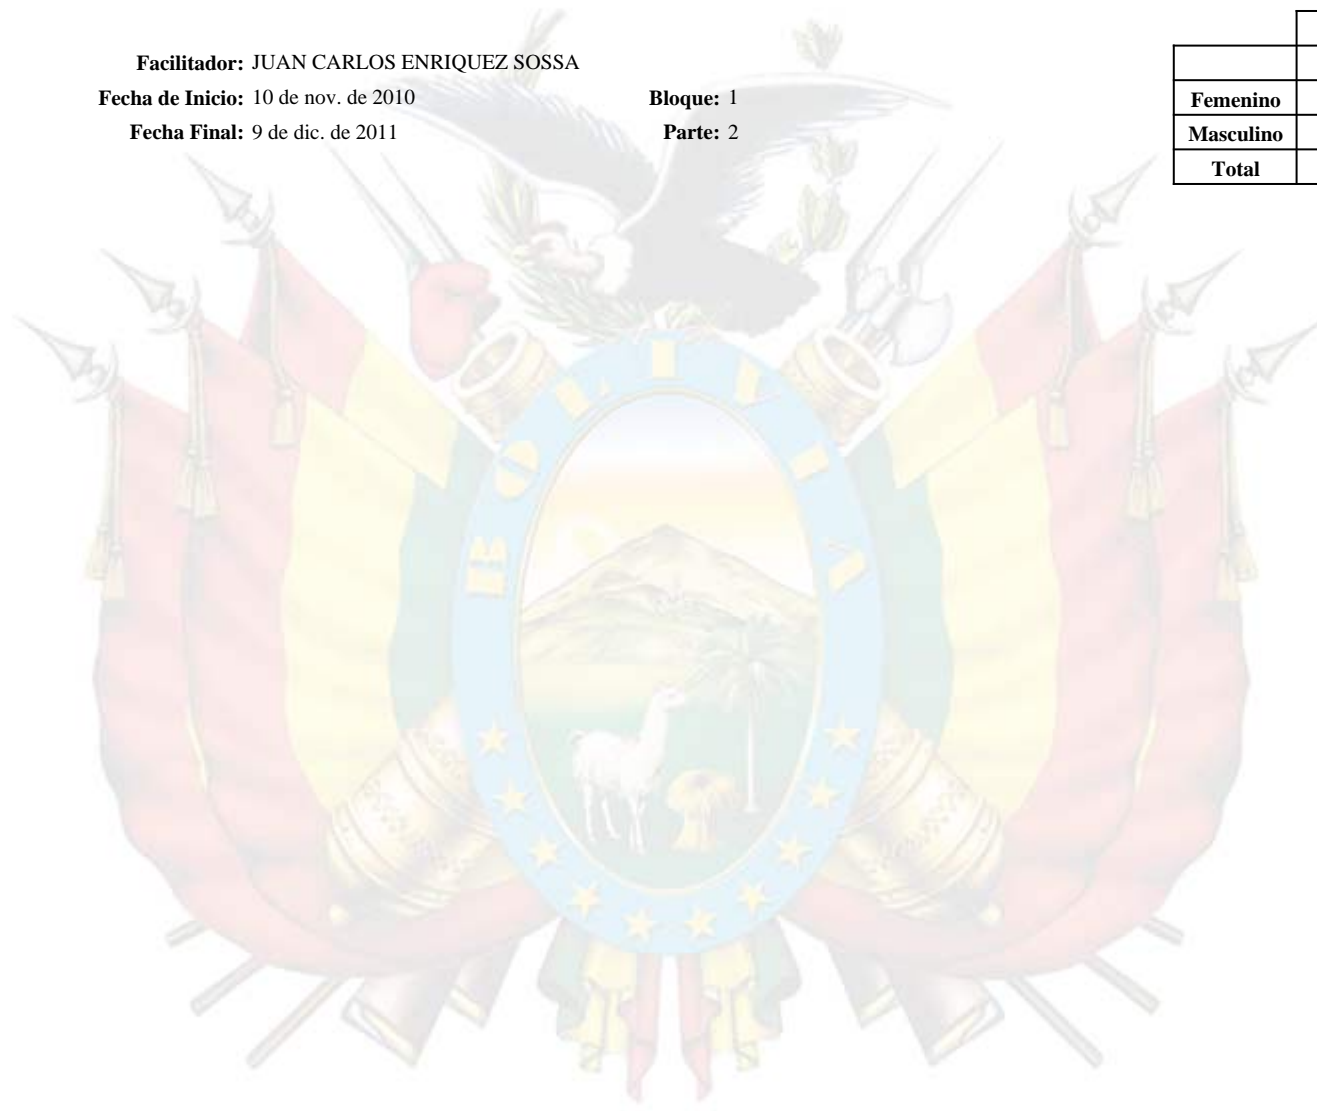 Facilitador: JUAN CARLOS ENRIQUEZ SOSSA
Fecha de Inicio: 10 de nov. de 2010 Bloque: 1
Fecha Final: 9 de dic. de 2011 Parte: 2
Femenino
Masculino
Total
BOLIVIA